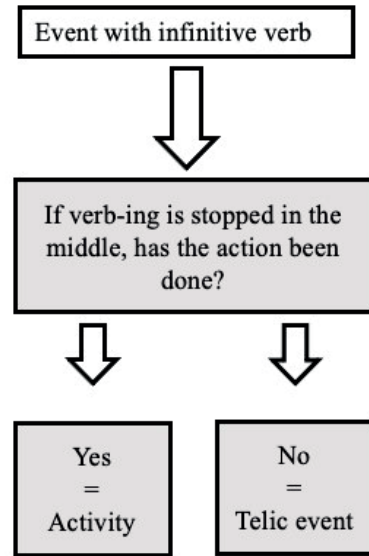 Event with infinitive verb
If verb-ing is stopped in the
middle, has the action been
done?
Yes
=
Activity
No
=
Telic event